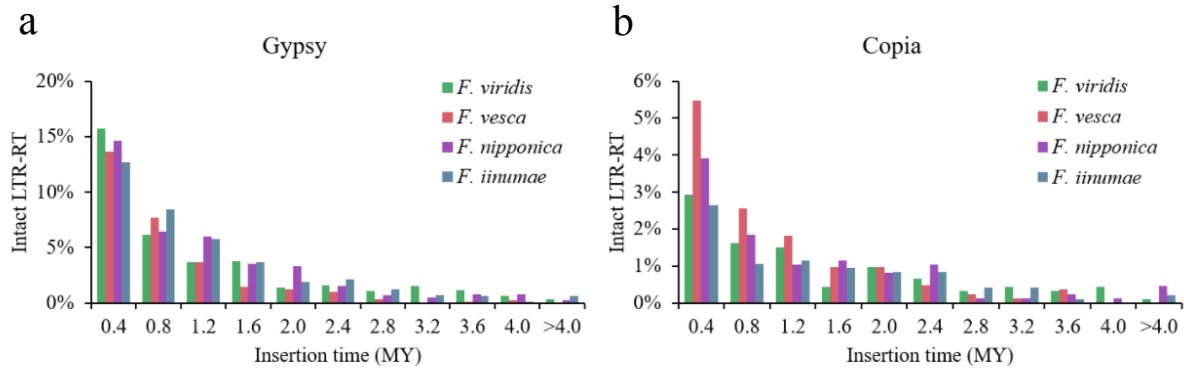 a
Gypsy
20%
15%
10%
5%
0%
Intact LTR-RT
F. viridis
F. vesca
F. nipponica
F. iinumae
0.4 0.8 1.2 1.6 2.0 2.4 2.8 3.2 3.6 4.0 >4.0
Insertion time (MY)
b
Copia
6%
5%
4%
3%
2%
1%
0%
Intact LTR-RT
F. viridis
F. vesca
F. nipponica
F. iinumae
0.4 0.8 1.2 1.6 2.0 2.4 2.8 3.2 3.6 4.0 >4.0
Insertion time (MY)